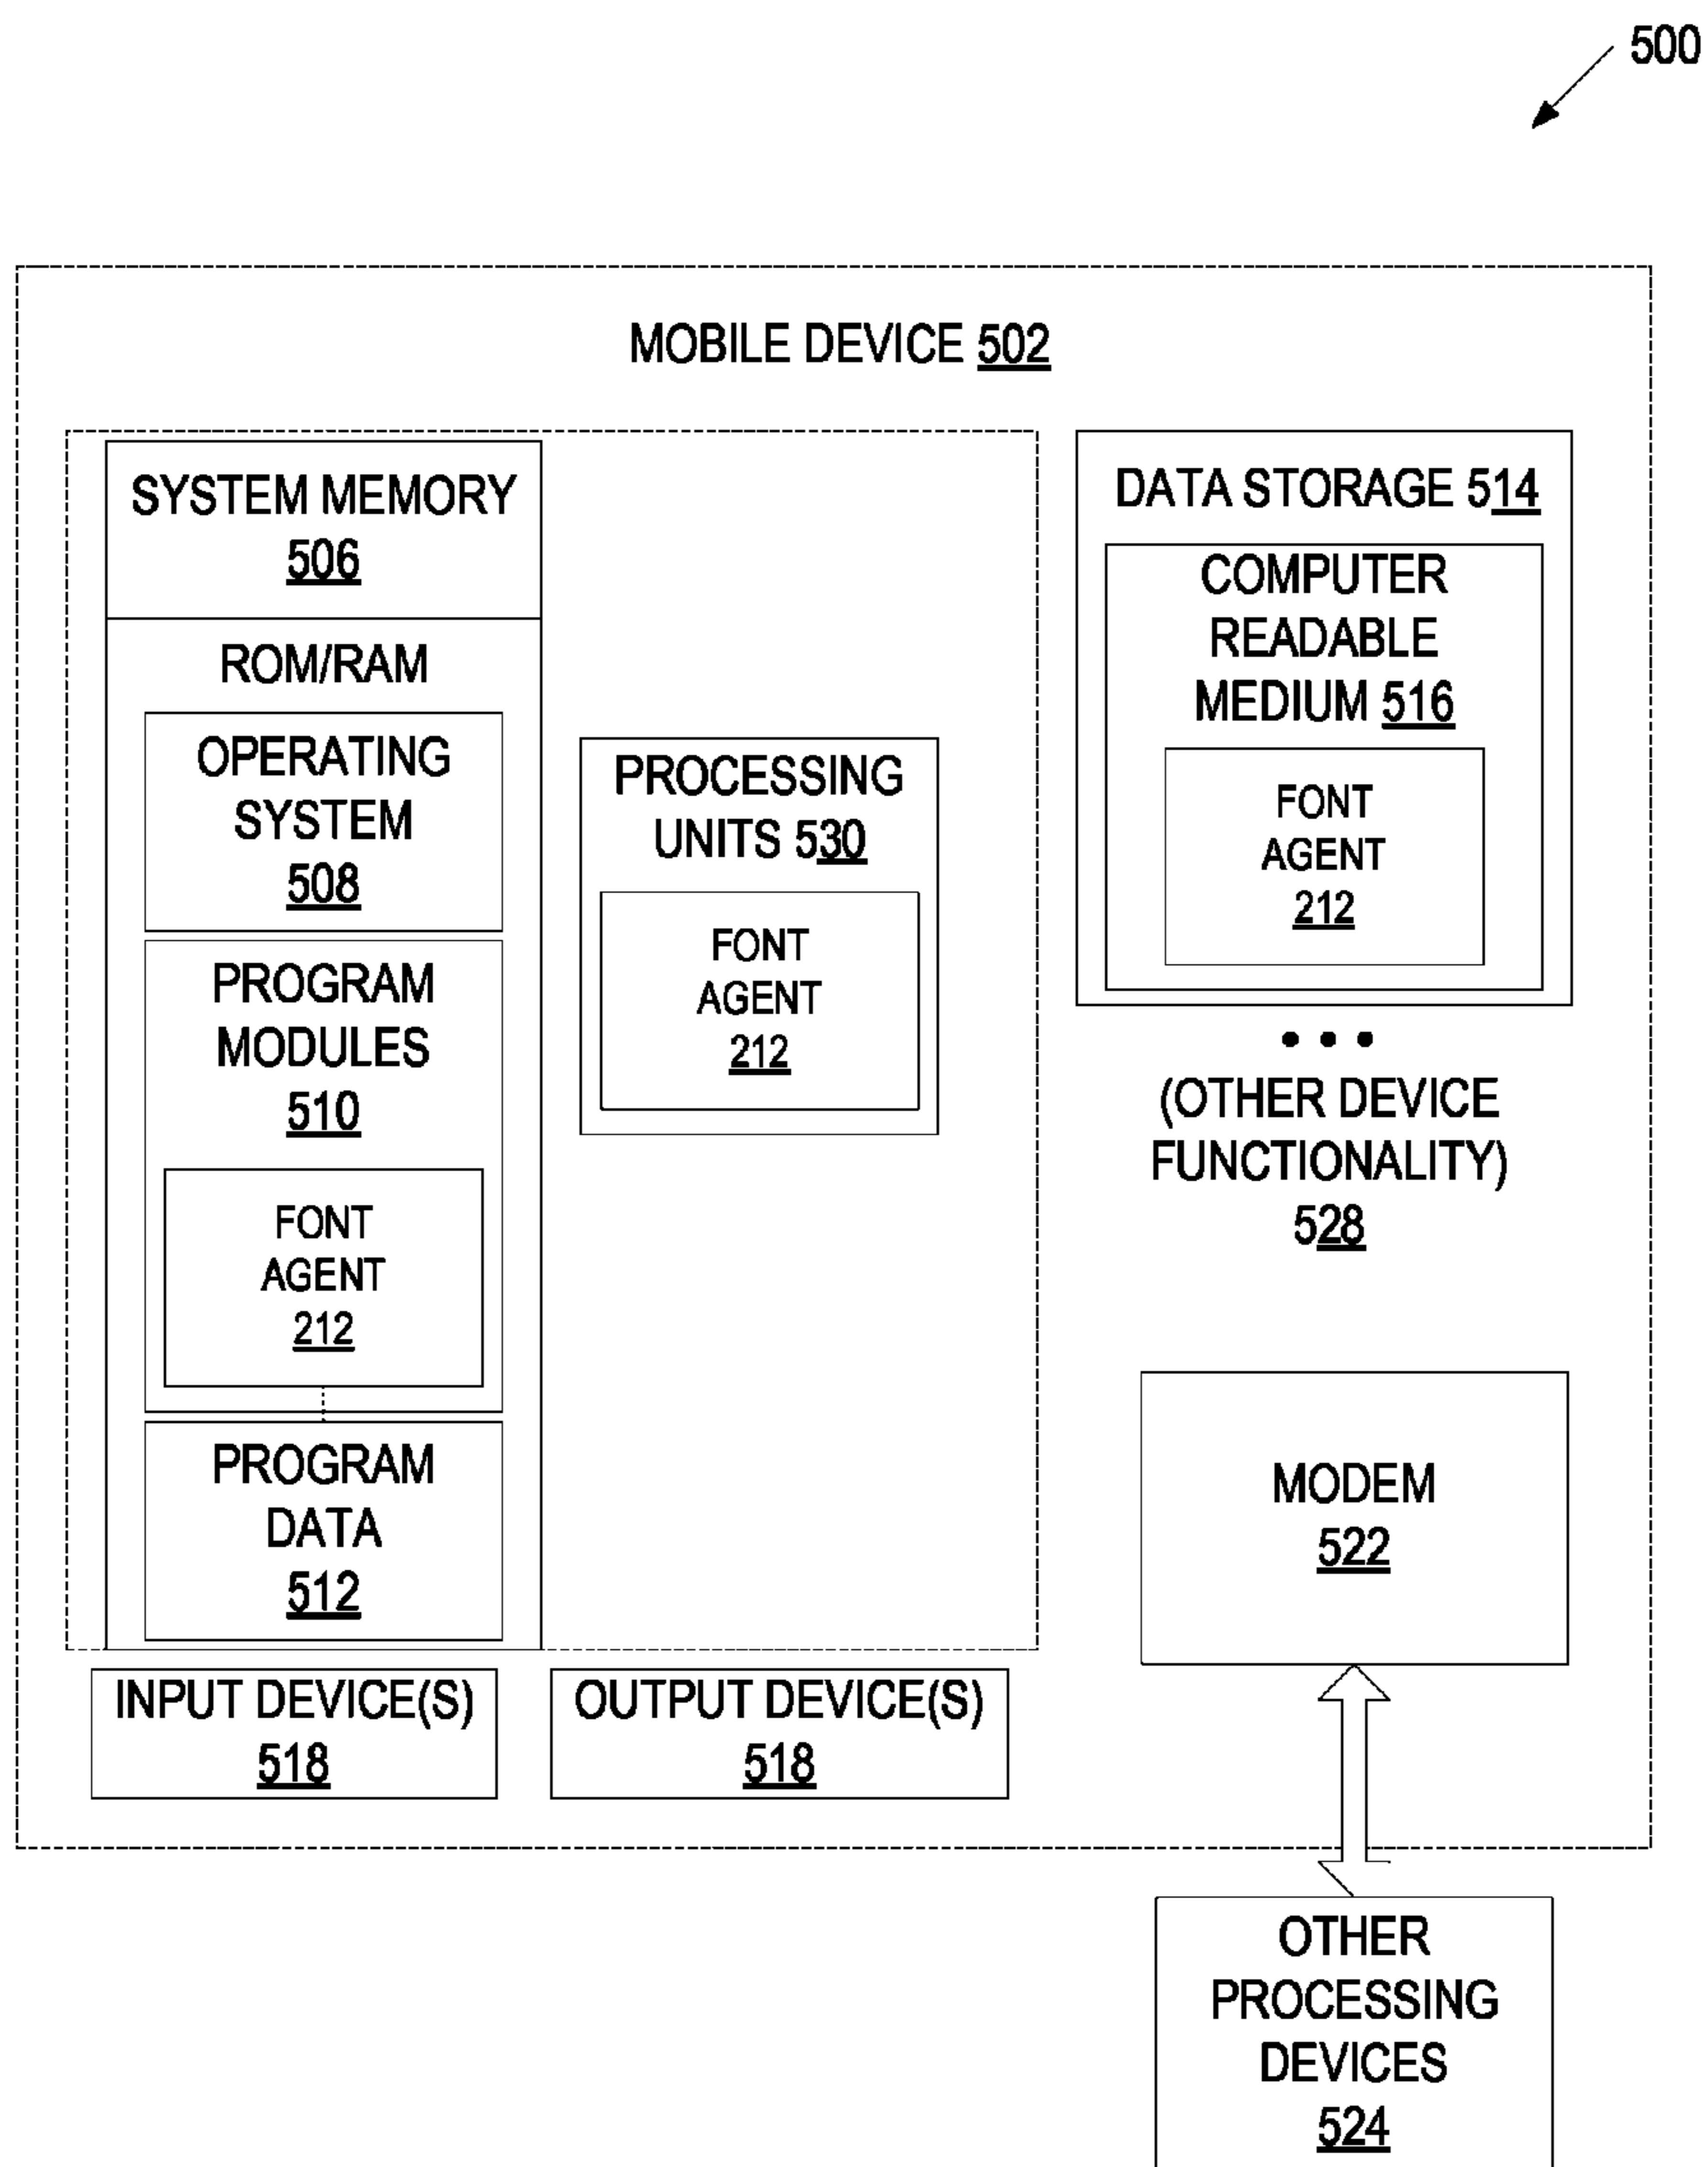 500
MOBILE DEVICE 502
SYSTEM MEMORY
506
ROM/RAM
OPERATING
SYSTEM
508
PROGRAM
MODULES
510
FONT
AGENT
212
PROGRAM
DATA
512
PROCESSING
UNITS 530
FONT
AGENT
212
DATA STORAGE 514
COMPUTER
READABLE
MEDIUM 516
FONT
AGENT
212
(OTHER DEVICE
FUNCTIONALITY)
528
MODEM
522
INPUT DEVICE(S)
518
OUTPUT DEVICE(S)
518
OTHER
PROCESSING
DEVICES
524